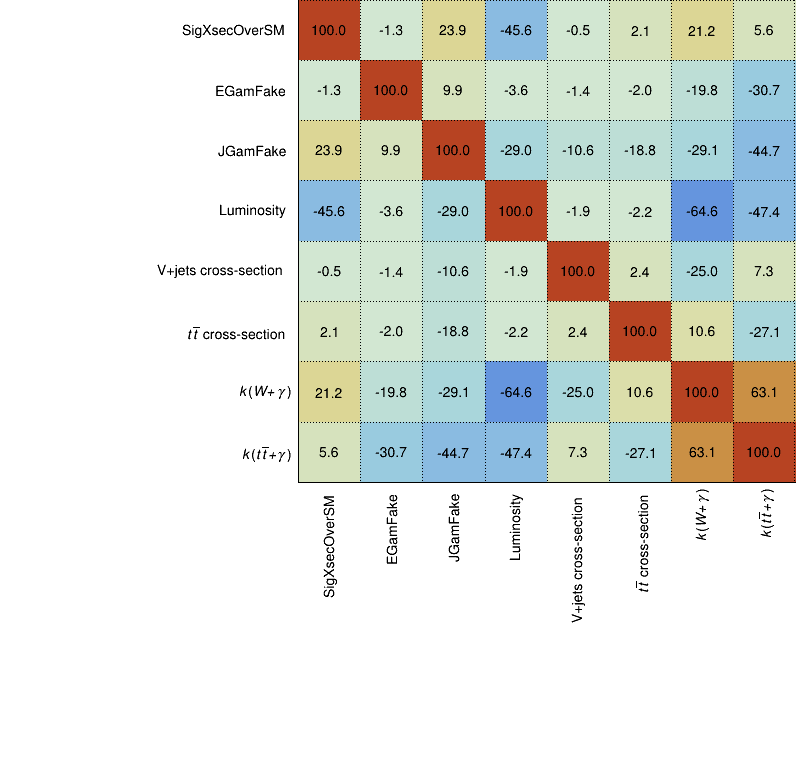 SigXsecOverSM 100.0 -1.3 23.9 -45.6 -0.5 2.1 21.2 5.6
EGamFake -1.3 100.0 9.9 -3.6 -1.4 -2.0 -19.8 -30.7
JGamFake 23.9 9.9 100.0 -29.0 -10.6 -18.8 -29.1 -44.7
Luminosity -45.6 -3.6 -29.0 100.0 -1.9 -2.2 -64.6 -47.4
V+jets cross-section -0.5 -1.4 -10.6 -1.9 100.0 2.4 -25.0 7.3
tt̅ cross-section 2.1 -2.0 -18.8 -2.2 2.4 100.0 10.6 -27.1
k(W+γ) 21.2 -19.8 -29.1 -64.6 -25.0 10.6 100.0 63.1
k(tt̅+γ) 5.6 -30.7 -44.7 -47.4 7.3 -27.1 63.1 100.0
SigXsecOverSM
EGamFake
JGamFake
Luminosity
V+jets cross-section
tt̅ cross-section
k(W+γ)
k(tt̅+γ)